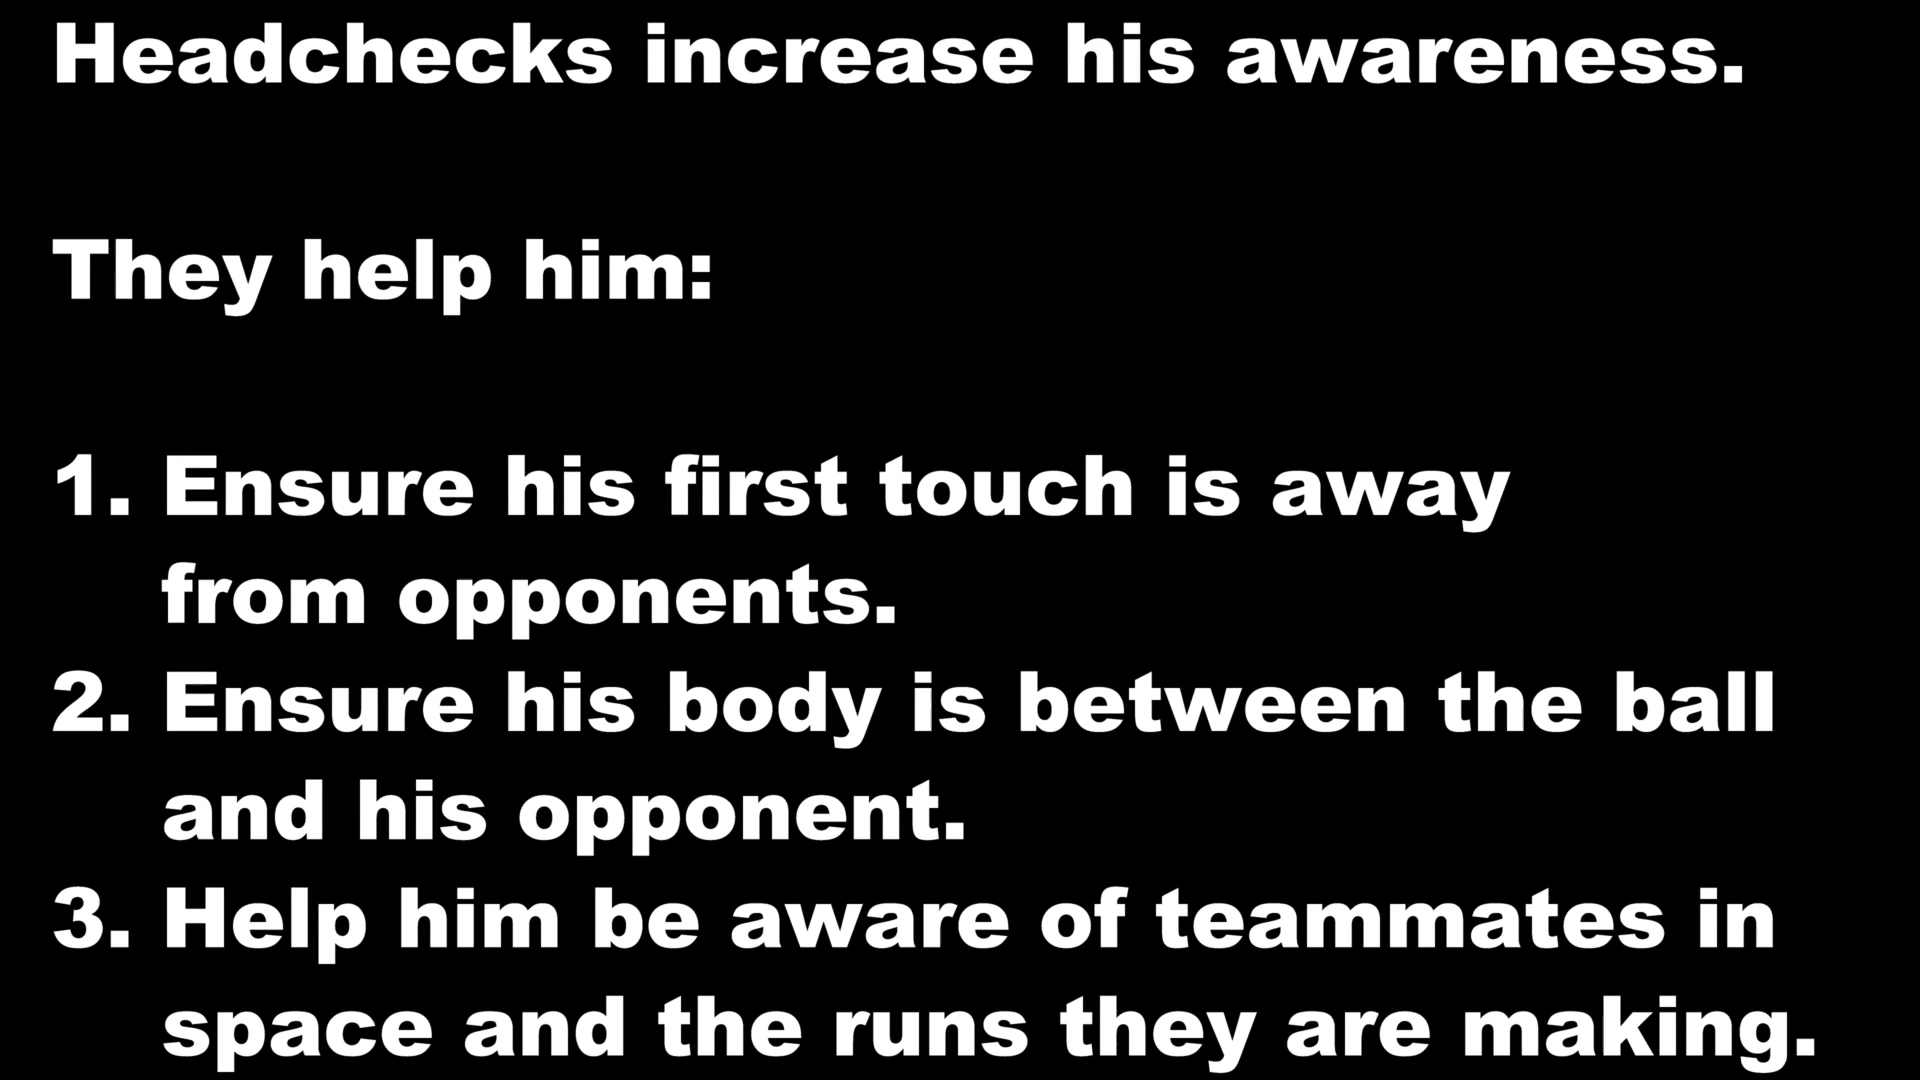 Headchecks increase his awareness.
They help him:
1. Ensure his first touch is away
from opponents.
2. Ensure his body is between the ball
and his opponent.
3. Help him be aware of teammates in
space and the runs they are making.